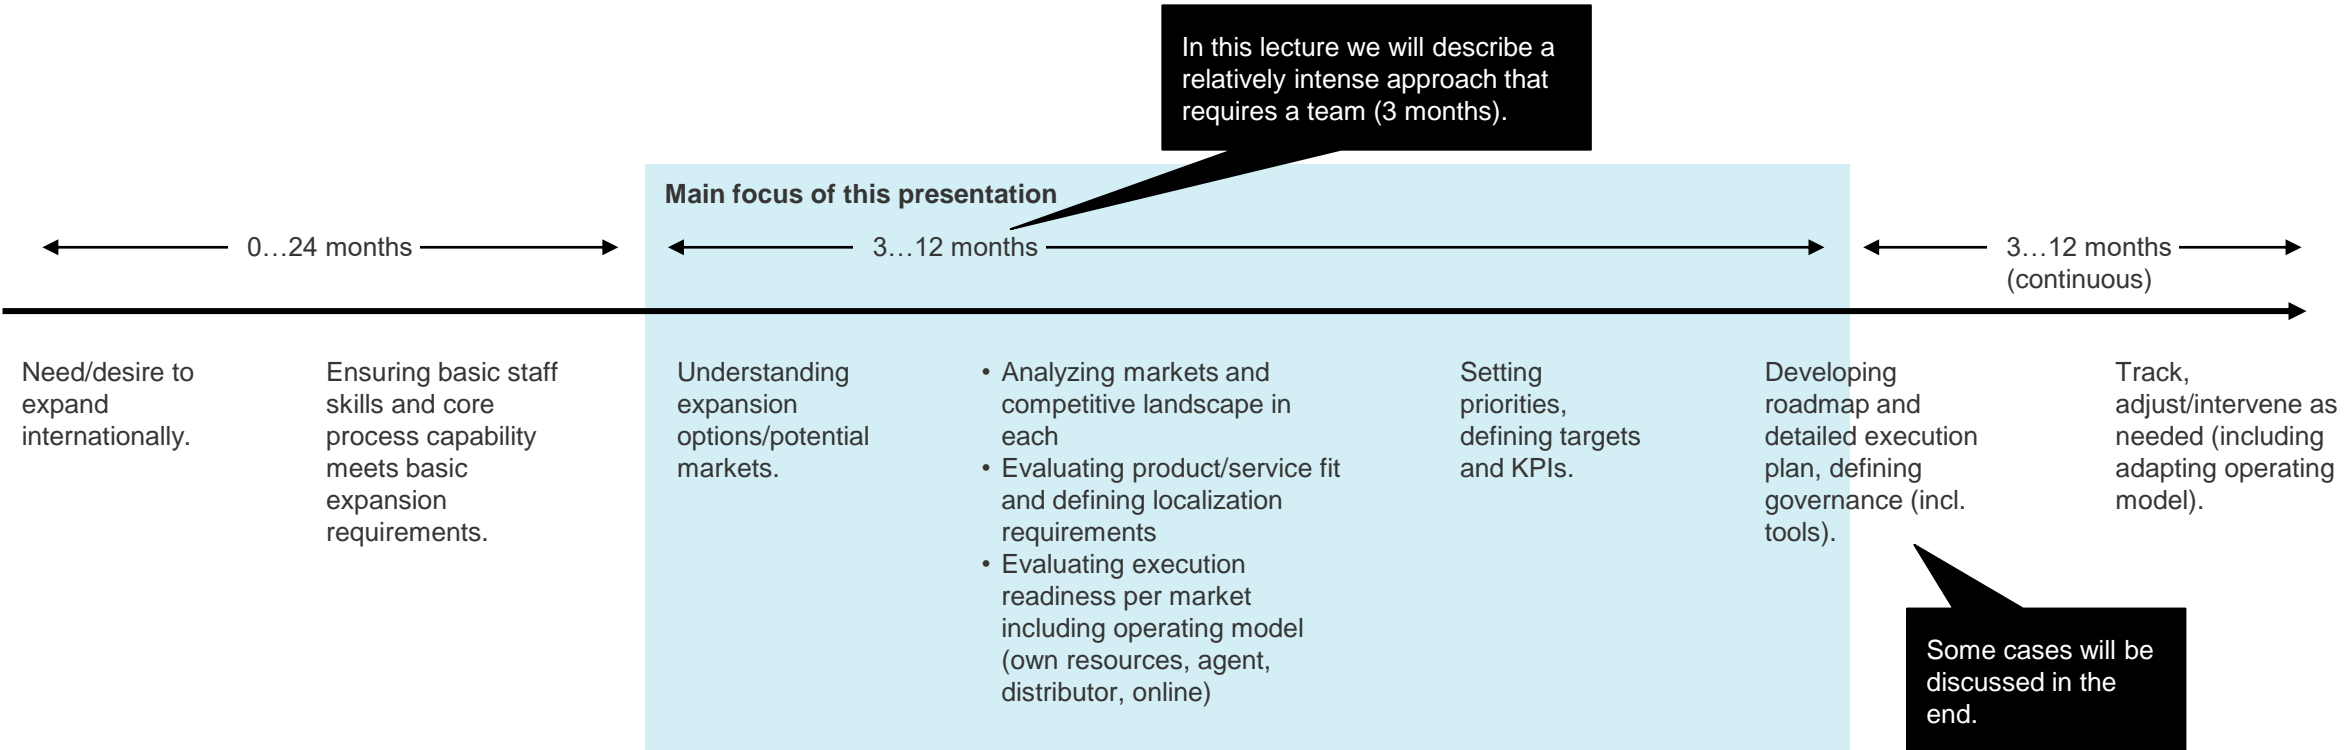 In this lecture we will describe a
relatively intense approach that
requires a team (3 months).
Main focus of this presentation
0…24 months
3…12 months
3…12 months
(continuous)
Need/desire to
expand
internationally.
Ensuring basic staff
skills and core
process capability
meets basic
expansion
requirements.
Understanding
expansion
options/potential
markets.
• Analyzing markets and
competitive landscape in
each
• Evaluating product/service fit
and defining localization
requirements
• Evaluating execution
readiness per market
including operating model
(own resources, agent,
distributor, online)
Setting
priorities,
defining targets
and KPIs.
Developing
roadmap and
detailed execution
plan, defining
governance (incl.
tools).
Track,
adjust/intervene as
needed (including
adapting operating
model).
Some cases will be
discussed in the
end.